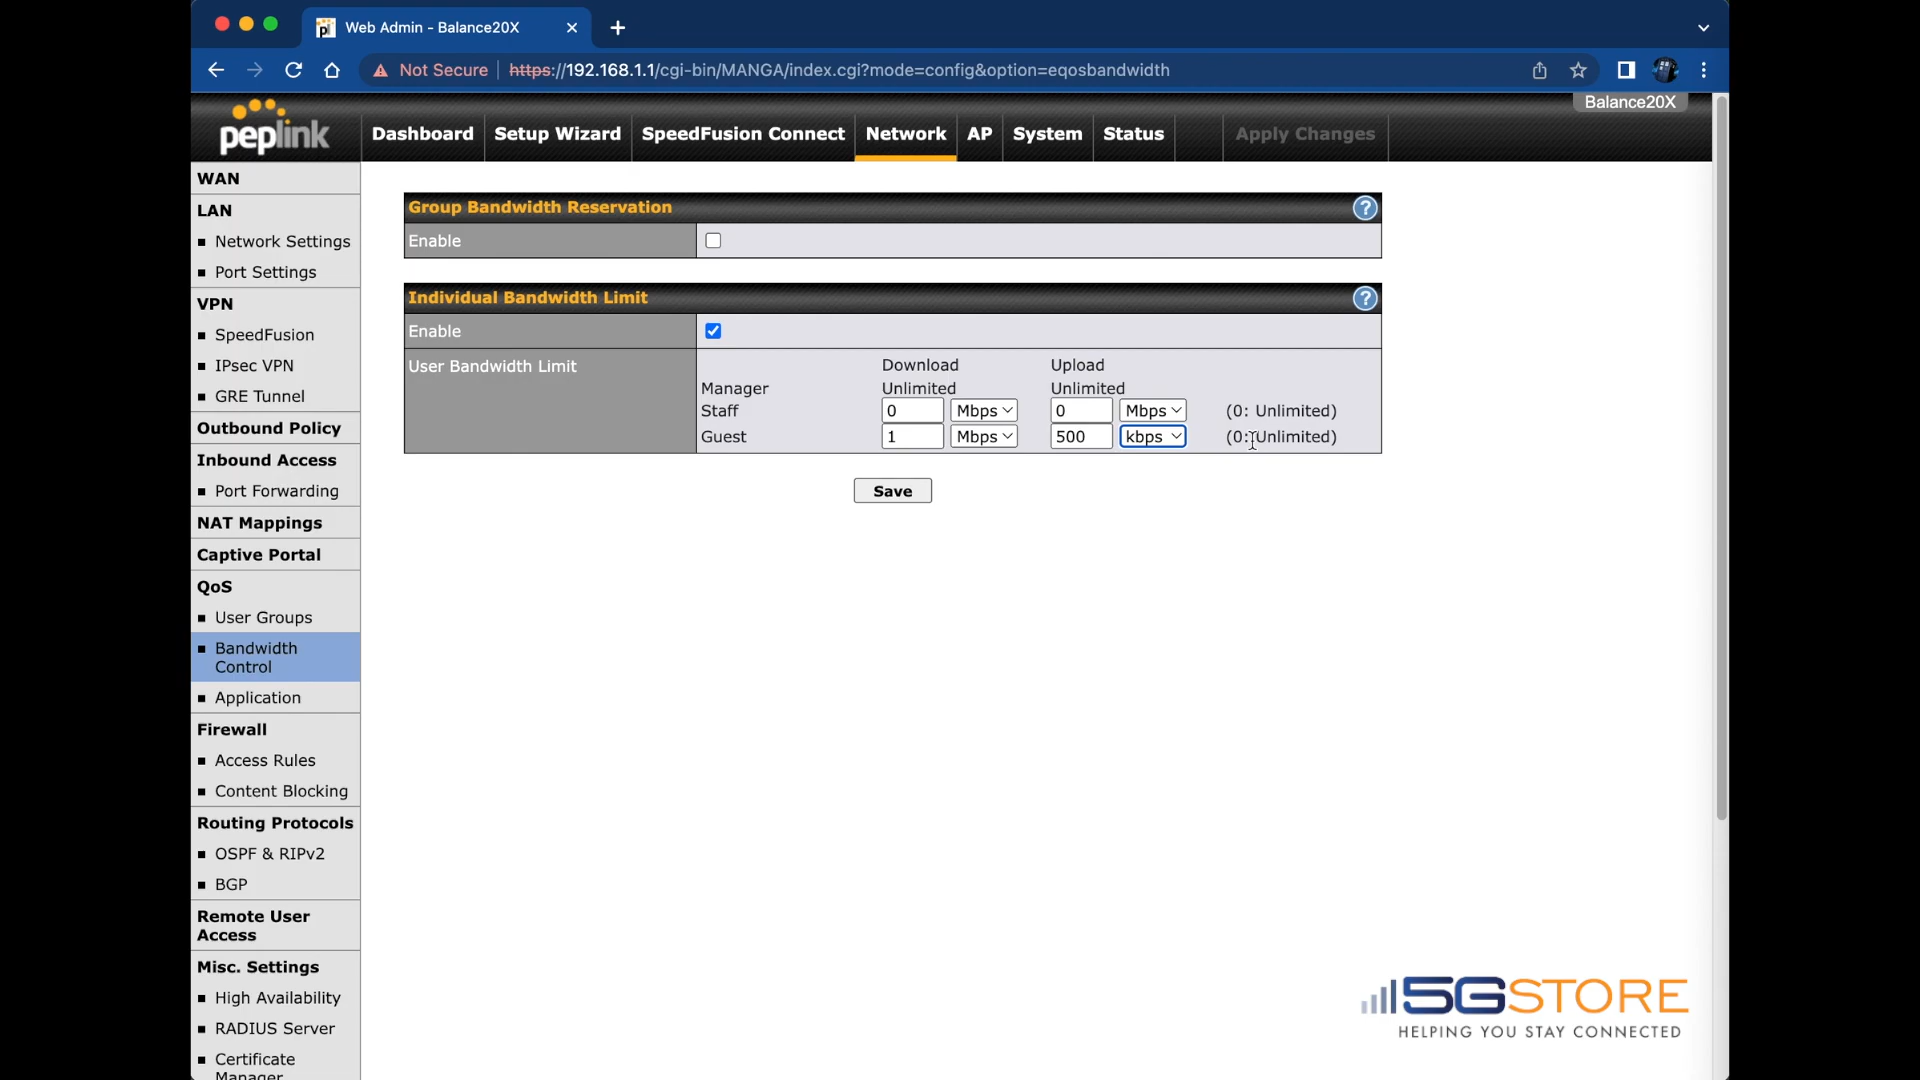 Web Admin - Balance20X
Not Secure https://192.168.1.1/cgi-bin/MANGA/index.cgi?mode=config&option=eqosbandwidth
Balance20X
peplink Dashboard Setup Wizard SpeedFusion Connect Network AP System Status Apply Changes
WAN
LAN
Network Settings
Port Settings
VPN
SpeedFusion
IPsec VPN
GRE Tunnel
Outbound Policy
Inbound Access
Port Forwarding
NAT Mappings
Captive Portal
QoS
User Groups
Bandwidth
Control
Application
Firewall
Access Rules
Content Blocking
Routing Protocols
OSPF & RIPv2
BGP
Remote User
Access
Misc. Settings
High Availability
RADIUS Server
Certificate
Manager
Group Bandwidth Reservation ?
Enable
Individual Bandwidth Limit ?
Enable
User Bandwidth Limit
Download Upload
Manager Unlimited Unlimited
Staff 0 Mbps 0 Mbps (0: Unlimited)
Guest 1 Mbps 500 kbps (0: Unlimited)
Save
5GSTORE
HELPING YOU STAY CONNECTED